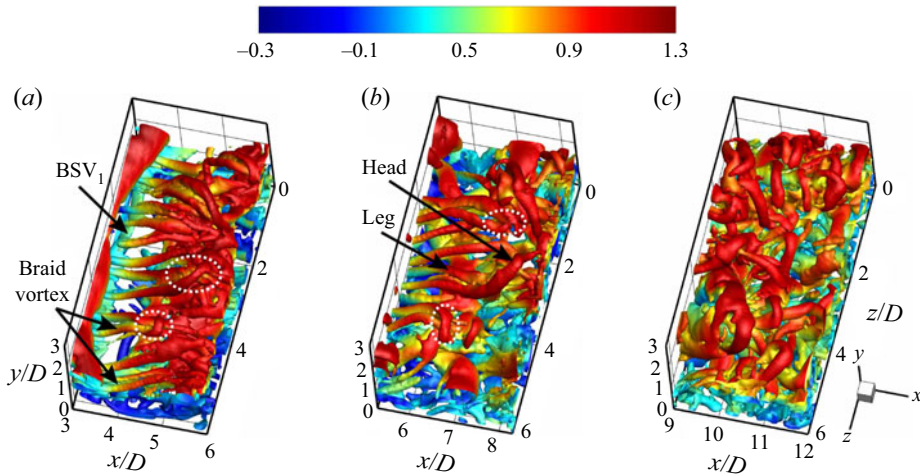 −0.3 −0.1 0.5 0.9 1.3
(a) (b) (c)
BSV1
Braid
vortex
Head
Leg
0
2
4
6
z/D
3
2
1
0
y/D
3 4 5 6
x/D
0
2
4
6
3
2
1
0
6 7 8
x/D
0
2
4
6
z/D
3
2
1
0
9 10 11 12
x/D
y
x
z